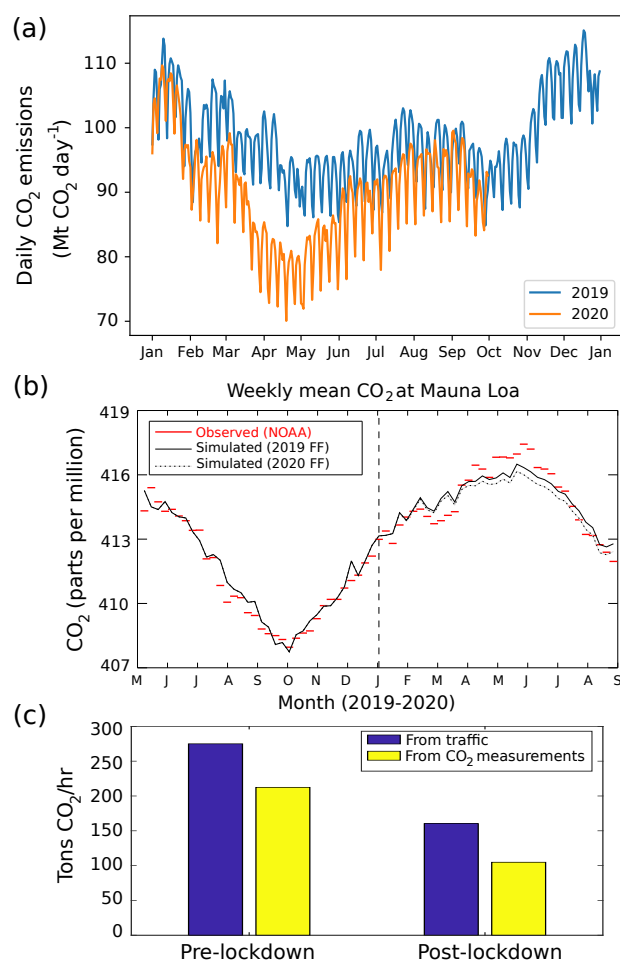 (a)
Daily CO₂ emissions
(Mt CO₂ day⁻¹)
110
100
90
80
70
2019
2020
Jan Feb Mar Apr May Jun Jul Aug Sep Oct Nov Dec Jan
(b)
Weekly mean CO₂ at Mauna Loa
CO₂ (parts per million)
419
416
413
410
407
Observed (NOAA)
Simulated (2019 FF)
Simulated (2020 FF)
M J J A S O N D J F M A M J J A S
Month (2019-2020)
(c)
Tons CO₂/hr
300
250
200
150
100
50
0
From traffic
From CO₂ measurements
Pre-lockdown Post-lockdown